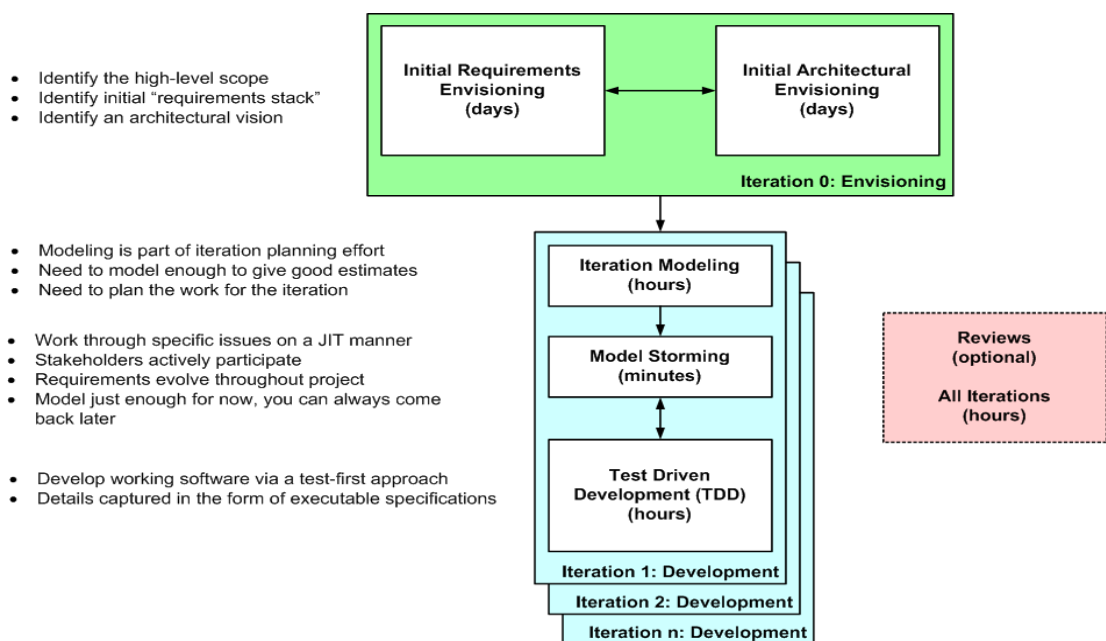 Initial Requirements
Envisioning
(days)
Initial Architectural
Envisioning
(days)
Iteration 0: Envisioning
• Identify the high-level scope
• Identify initial “requirements stack”
• Identify an architectural vision
• Modeling is part of iteration planning effort
• Need to model enough to give good estimates
• Need to plan the work for the iteration
Iteration Modeling
(hours)
• Work through specific issues on a JIT manner
• Stakeholders actively participate
• Requirements evolve throughout project
• Model just enough for now, you can always come
back later
Model Storming
(minutes)
Reviews
(optional)
All Iterations
(hours)
• Develop working software via a test-first approach
• Details captured in the form of executable specifications
Test Driven
Development (TDD)
(hours)
Iteration 1: Development
Iteration 2: Development
Iteration n: Development